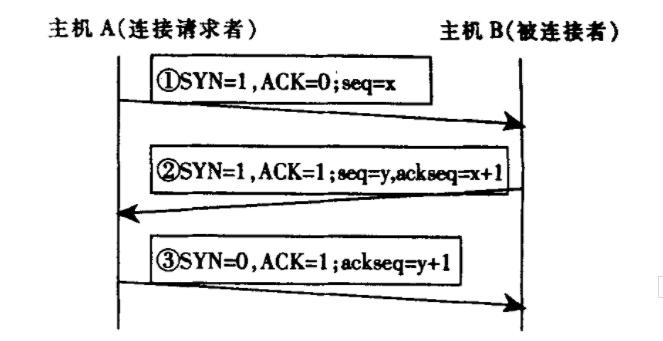 主机 A(连接请求者)
主机 B(被连接者)
①SYN=1,ACK=0;seq=x
②SYN=1,ACK=1;seq=y,ackseq=x+1
③SYN=0,ACK=1;ackseq=y+1